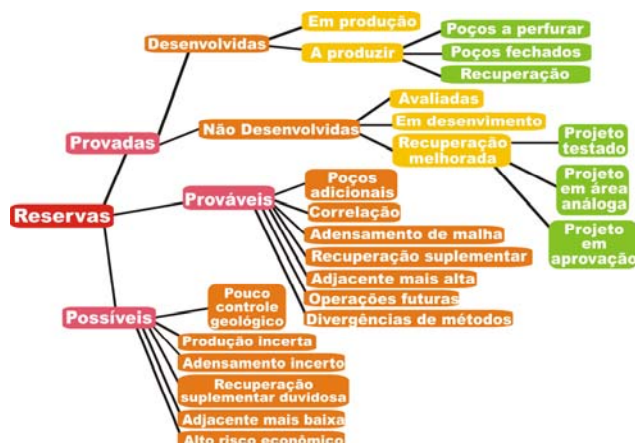 Em produção
Desenvolvidas
A produzir
Poços a perfurar
Poços fechados
Recuperação
Provadas
Não Desenvolvidas
Avaliadas
Em desenvimento
Recuperação
melhorada
Projeto
testado
Projeto
em área
análoga
Projeto
em
aprovação
Reservas
Prováveis
Poços
adicionais
Correlação
Adensamento de malha
Recuperação suplementar
Adjacente mais alta
Operações futuras
Divergências de métodos
Possíveis
Pouco
controle
geológico
Produção incerta
Adensamento incerto
Recuperação
suplementar duvidosa
Adjacente mais baixa
Alto risco econômico